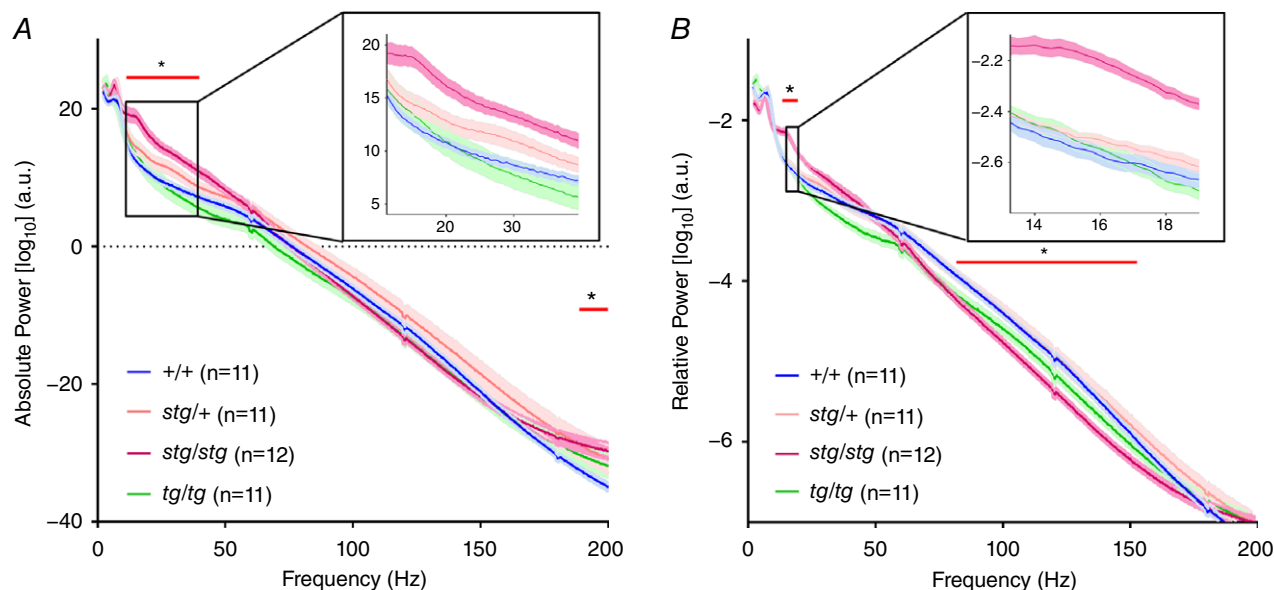 A
Absolute Power [log10] (a.u.)
20
0
-20
-40
0
50
100
150
200
Frequency (Hz)
*
*
20
15
10
5
20
30
+/+ (n=11)
stg/+ (n=11)
stg/stg (n=12)
tg/tg (n=11)
B
Relative Power [log10] (a.u.)
-2
-4
-6
0
50
100
150
200
Frequency (Hz)
*
*
-2.2
-2.4
-2.6
14
16
18
+/+ (n=11)
stg/+ (n=11)
stg/stg (n=12)
tg/tg (n=11)